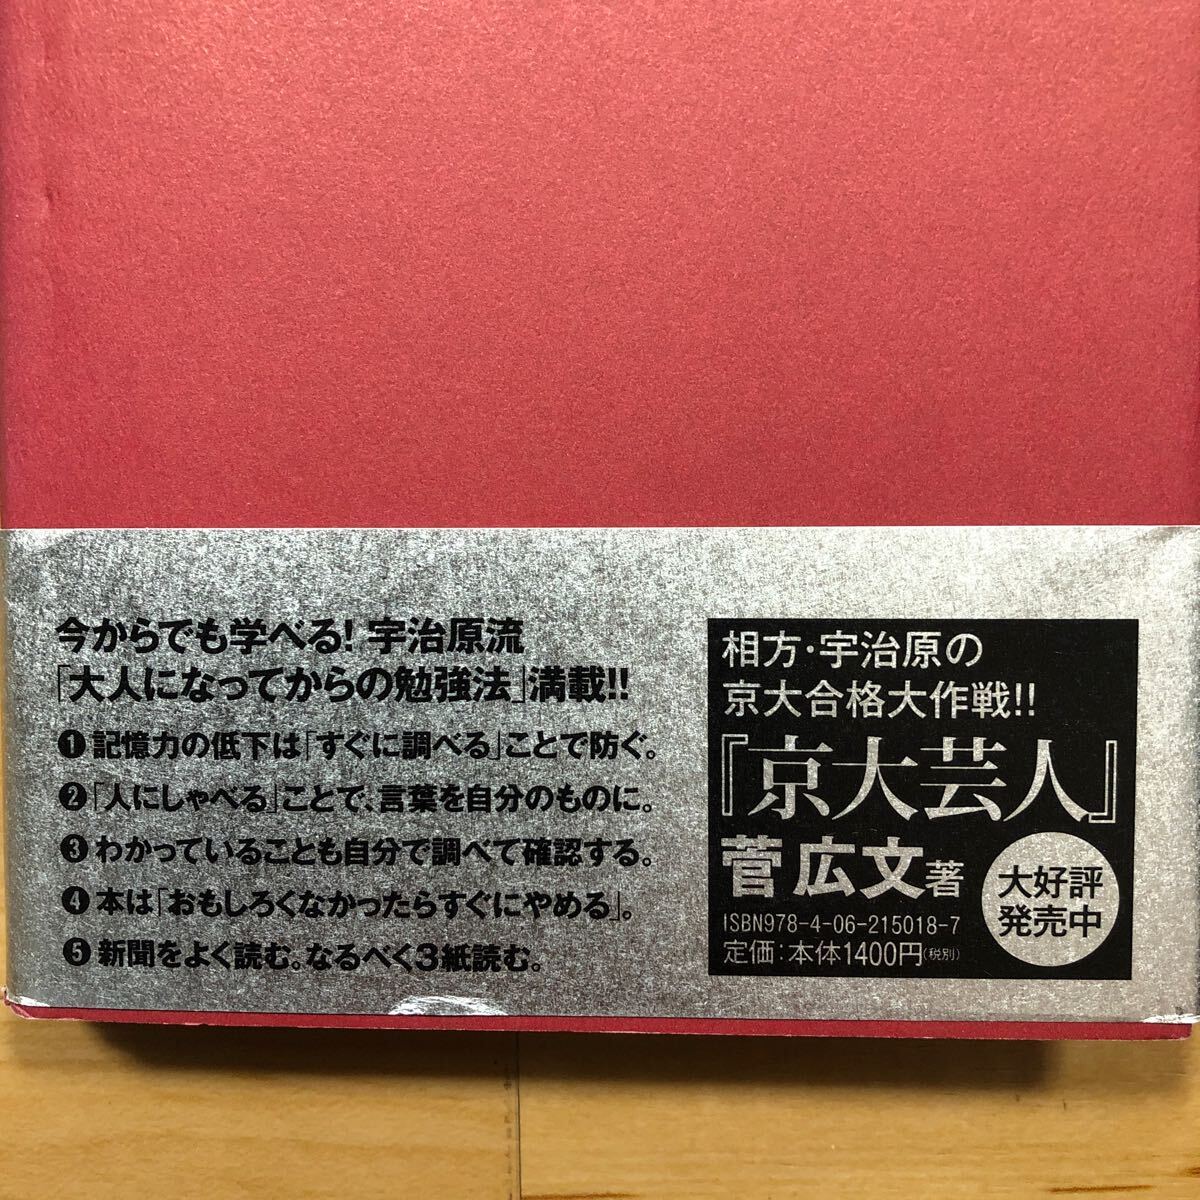 今からでも学べる！ 宇治原流
「大人になってからの勉強法」満載!!
❶ 記憶力の低下は「すぐに調べる」ことで防ぐ。
❷ 「人にしゃべる」ことで、言葉を自分のものに。
❸ わかっていることも自分で調べて確認する。
❹ 本は「おもしろくなかったらすぐにやめる」。
❺ 新聞をよく読む。なるべく3紙読む。
相方・宇治原の
京大合格大作戦!!
『京大芸人』
菅 広文 著
ISBN978-4-06-215018-7
定価：本体1400円(税別)
大好評
発売中